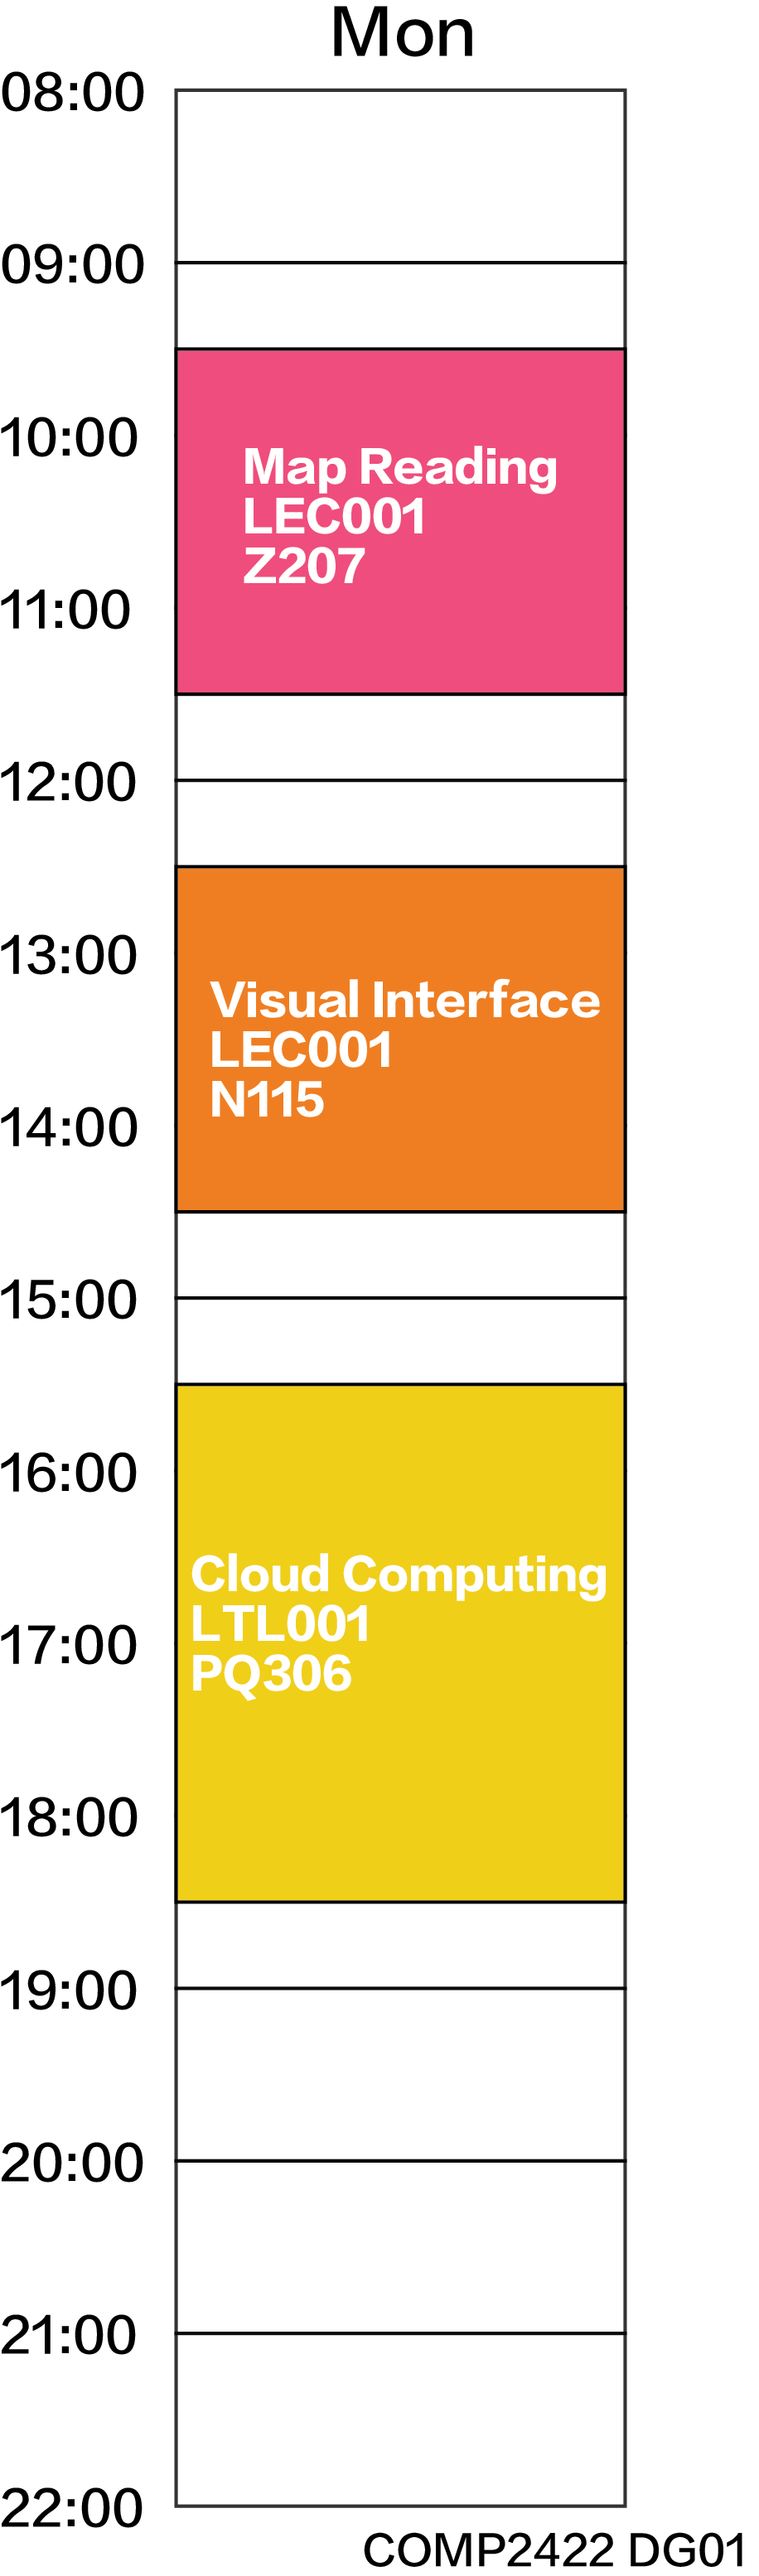 Mon
08:00
09:00
10:00
Map Reading
LEC001
Z207
11:00
12:00
13:00
Visual Interface
LEC001
N115
14:00
15:00
16:00
Cloud Computing
LTL001
PQ306
17:00
18:00
19:00
20:00
21:00
22:00
COMP2422 DG01